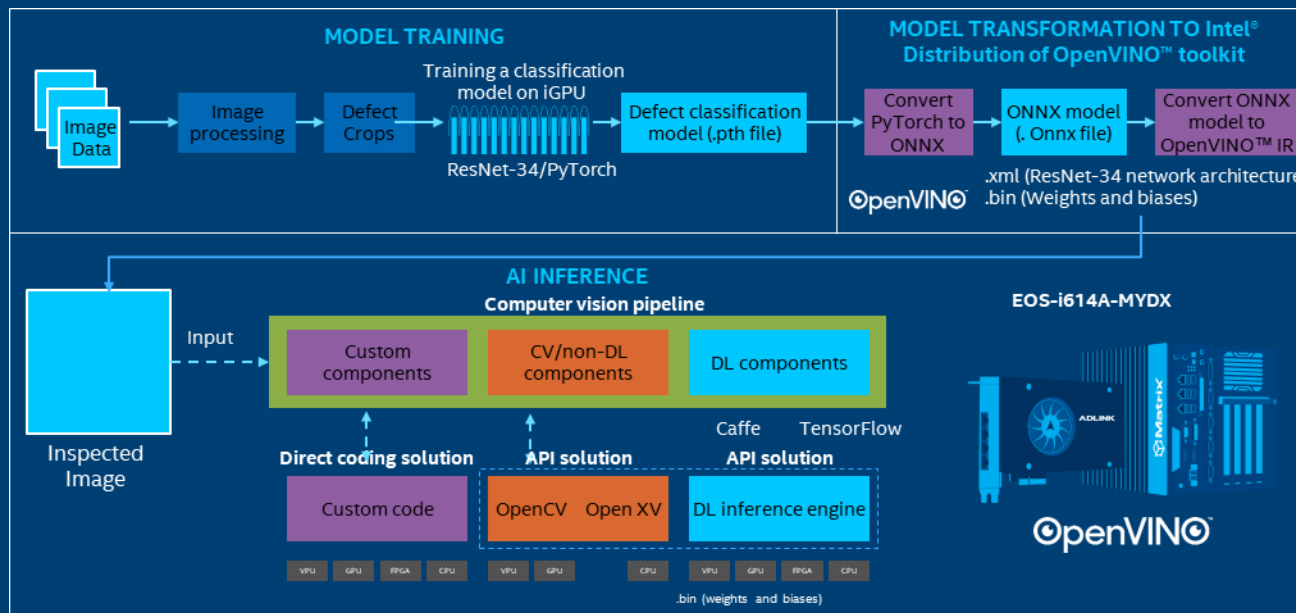 MODEL TRAINING
Image
Data
Image
processing
Defect
Crops
Training a classification
model on iGPU
ResNet-34/PyTorch
Defect classification
model (.pth file)
MODEL TRANSFORMATION TO Intel®
Distribution of OpenVINO™ toolkit
Convert
PyTorch to
ONNX
ONNX model
(. Onnx file)
Convert ONNX
model to
OpenVINO™ IR
OpenVINO™
.xml (ResNet-34 network architecture
.bin (Weights and biases)
AI INFERENCE
Computer vision pipeline
Input
Inspected
Image
Custom
components
CV/non-DL
components
DL components
Caffe TensorFlow
Direct coding solution
API solution
API solution
Custom code
OpenCV Open XV
DL inference engine
VPU GPU FPGA CPU
VPU GPU CPU
VPU GPU FPGA CPU
.bin (weights and biases)
EOS-i614A-MYDX
ADLINK
MatriX
OpenVINO™